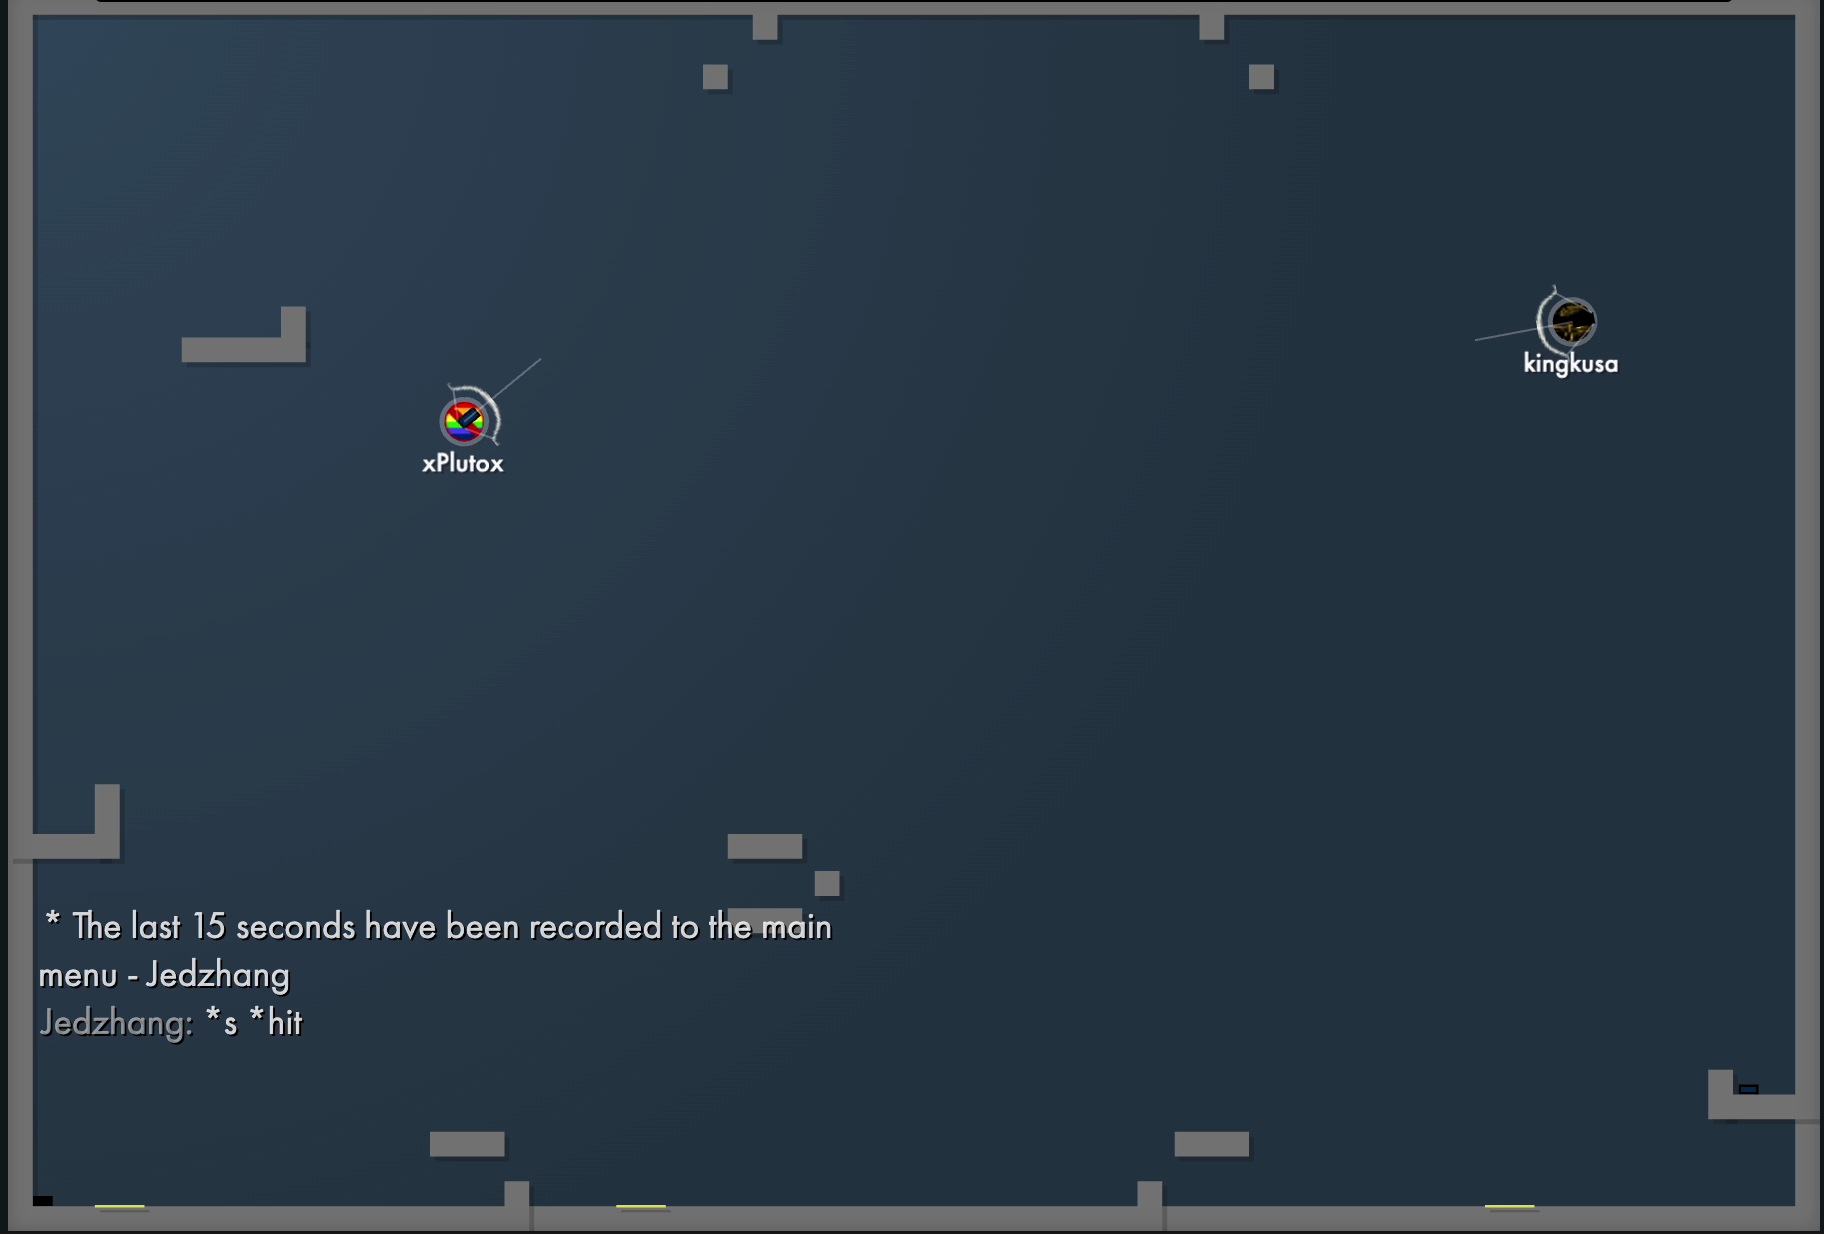 kingkusa
xPlutox
* The last 15 seconds have been recorded to the main
menu - Jedzhang
Jedzhang: *s *hit